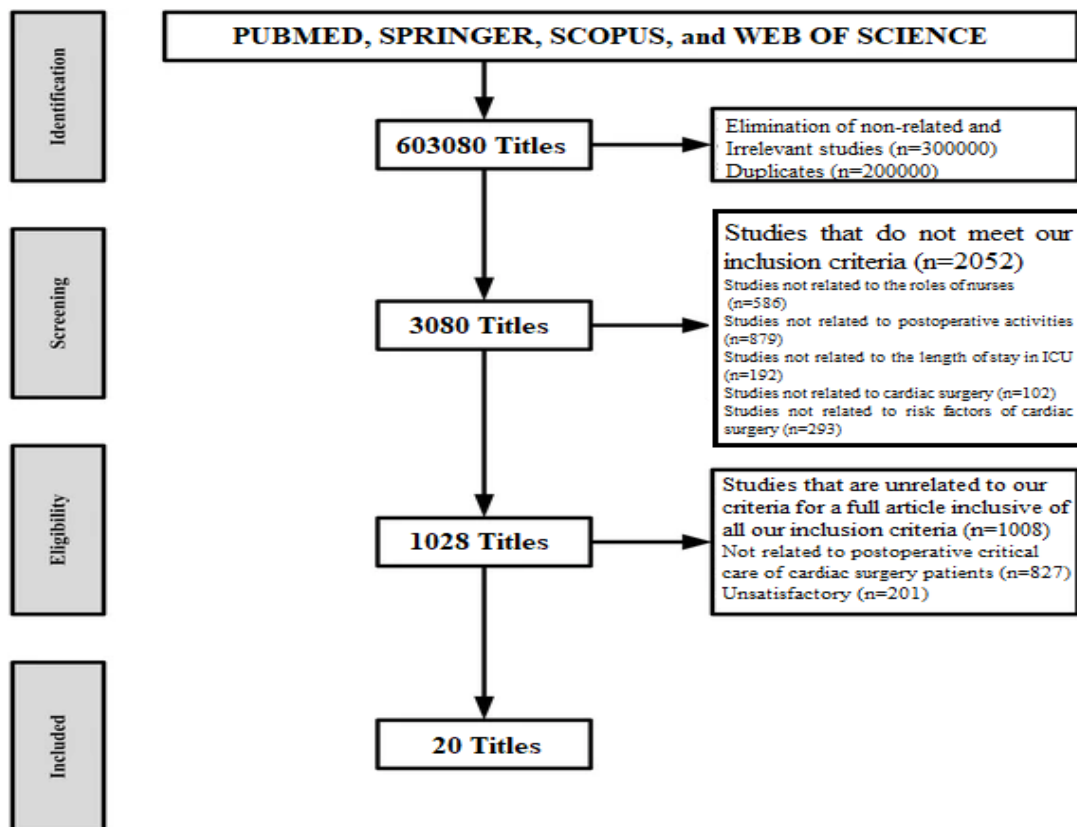 PUBMED, SPRINGER, SCOPUS, and WEB OF SCIENCE
Identification
603080 Titles
Elimination of non-related and
Irrelevant studies (n=300000)
Duplicates (n=200000)
Screening
3080 Titles
Studies that do not meet our
inclusion criteria (n=2052)
Studies not related to the roles of nurses
(n=586)
Studies not related to postoperative activities
(n=879)
Studies not related to the length of stay in ICU
(n=192)
Studies not related to cardiac surgery (n=102)
Studies not related to risk factors of cardiac
surgery (n=293)
Eligibility
1028 Titles
Studies that are unrelated to our
criteria for a full article inclusive of
all our inclusion criteria (n=1008)
Not related to postoperative critical
care of cardiac surgery patients (n=827)
Unsatisfactory (n=201)
Included
20 Titles